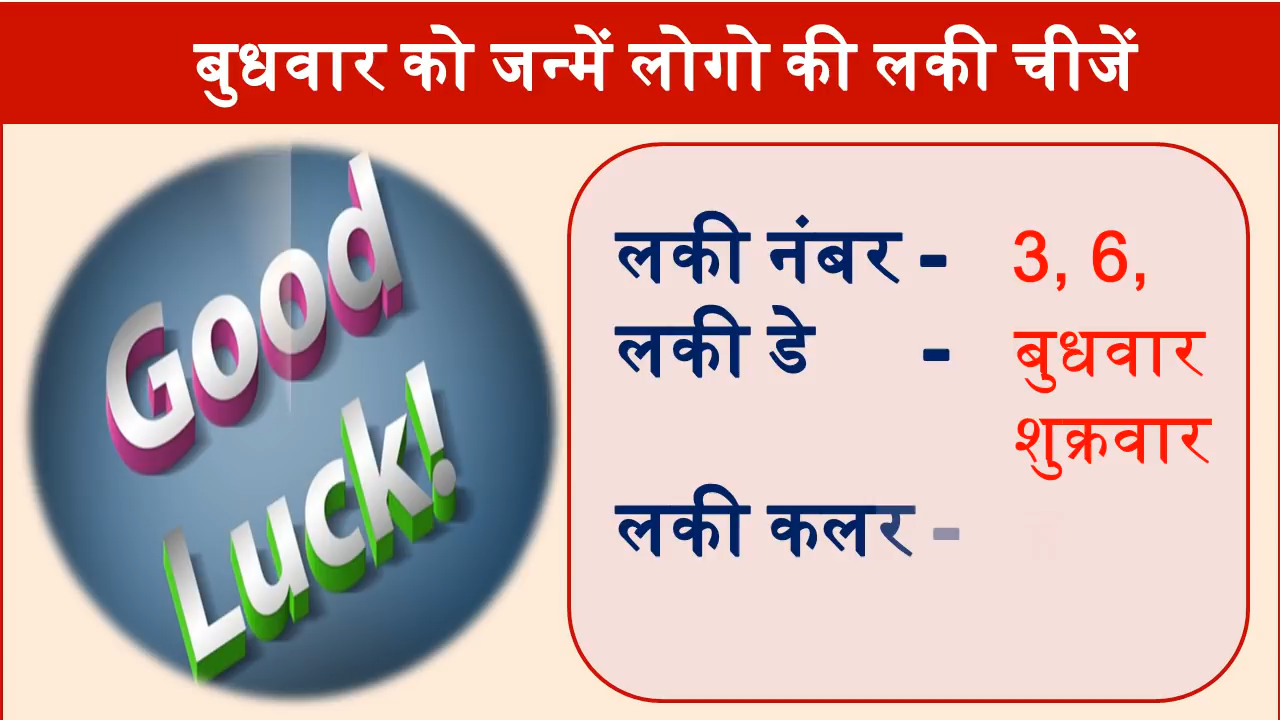 बुधवार को जन्में लोगो की लकी चीजें
Good
Luck!
लकी नंबर - 3, 6,
लकी डे - बुधवार
शुक्रवार
लकी कलर -